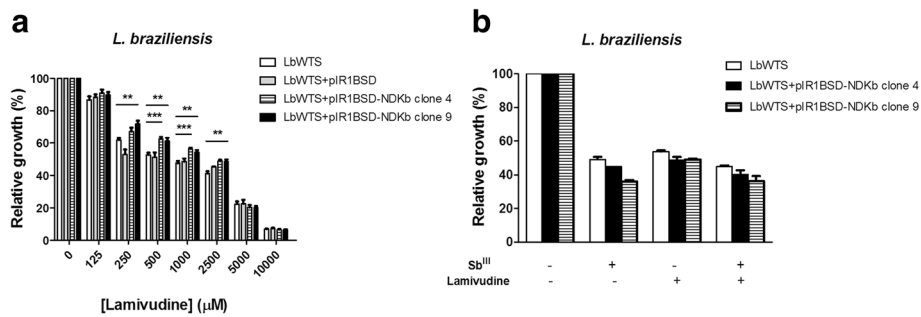 a
L. braziliensis
LbWTS
LbWTS+pIR1BSD
LbWTS+pIR1BSD-NDKb clone 4
LbWTS+pIR1BSD-NDKb clone 9
Relative growth (%)
100
80
60
40
20
0
**
**
***
**
***
**
0
125
250
500
1000
2500
5000
10000
[Lamivudine] (µM)
b
L. braziliensis
LbWTS
LbWTS+pIR1BSD-NDKb clone 4
LbWTS+pIR1BSD-NDKb clone 9
Relative growth (%)
100
80
60
40
20
0
Sb^III - + - +
Lamivudine - - + +